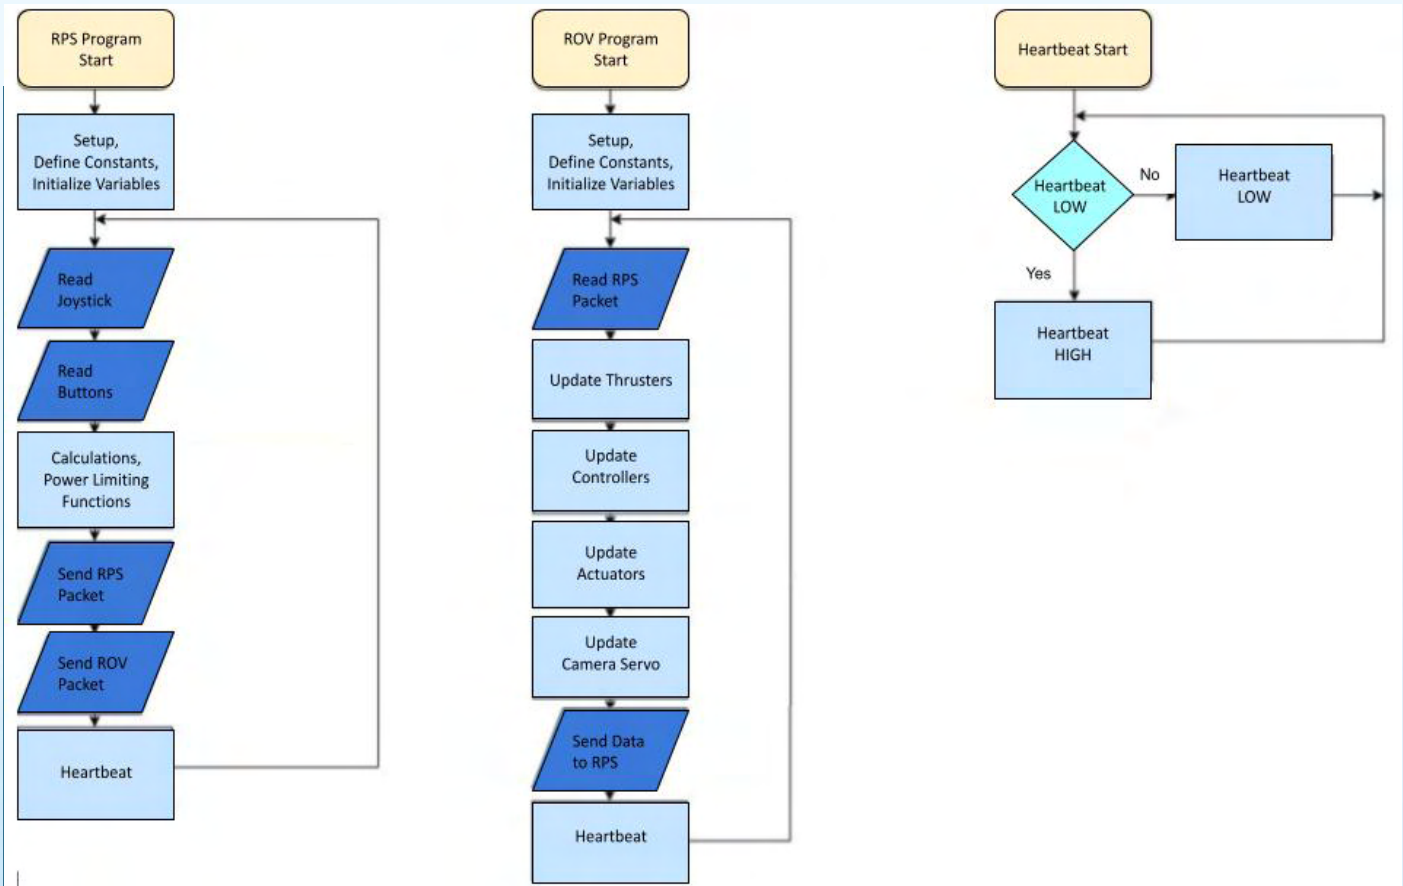 RPS Program
Start
Setup,
Define Constants,
Initialize Variables
Read
Joystick
Read
Buttons
Calculations,
Power Limiting
Functions
Send RPS
Packet
Send ROV
Packet
Heartbeat
ROV Program
Start
Setup,
Define Constants,
Initialize Variables
Read RPS
Packet
Update Thrusters
Update
Controllers
Update
Actuators
Update
Camera Servo
Send Data
to RPS
Heartbeat
Heartbeat Start
Heartbeat
LOW
No
Heartbeat
LOW
Yes
Heartbeat
HIGH